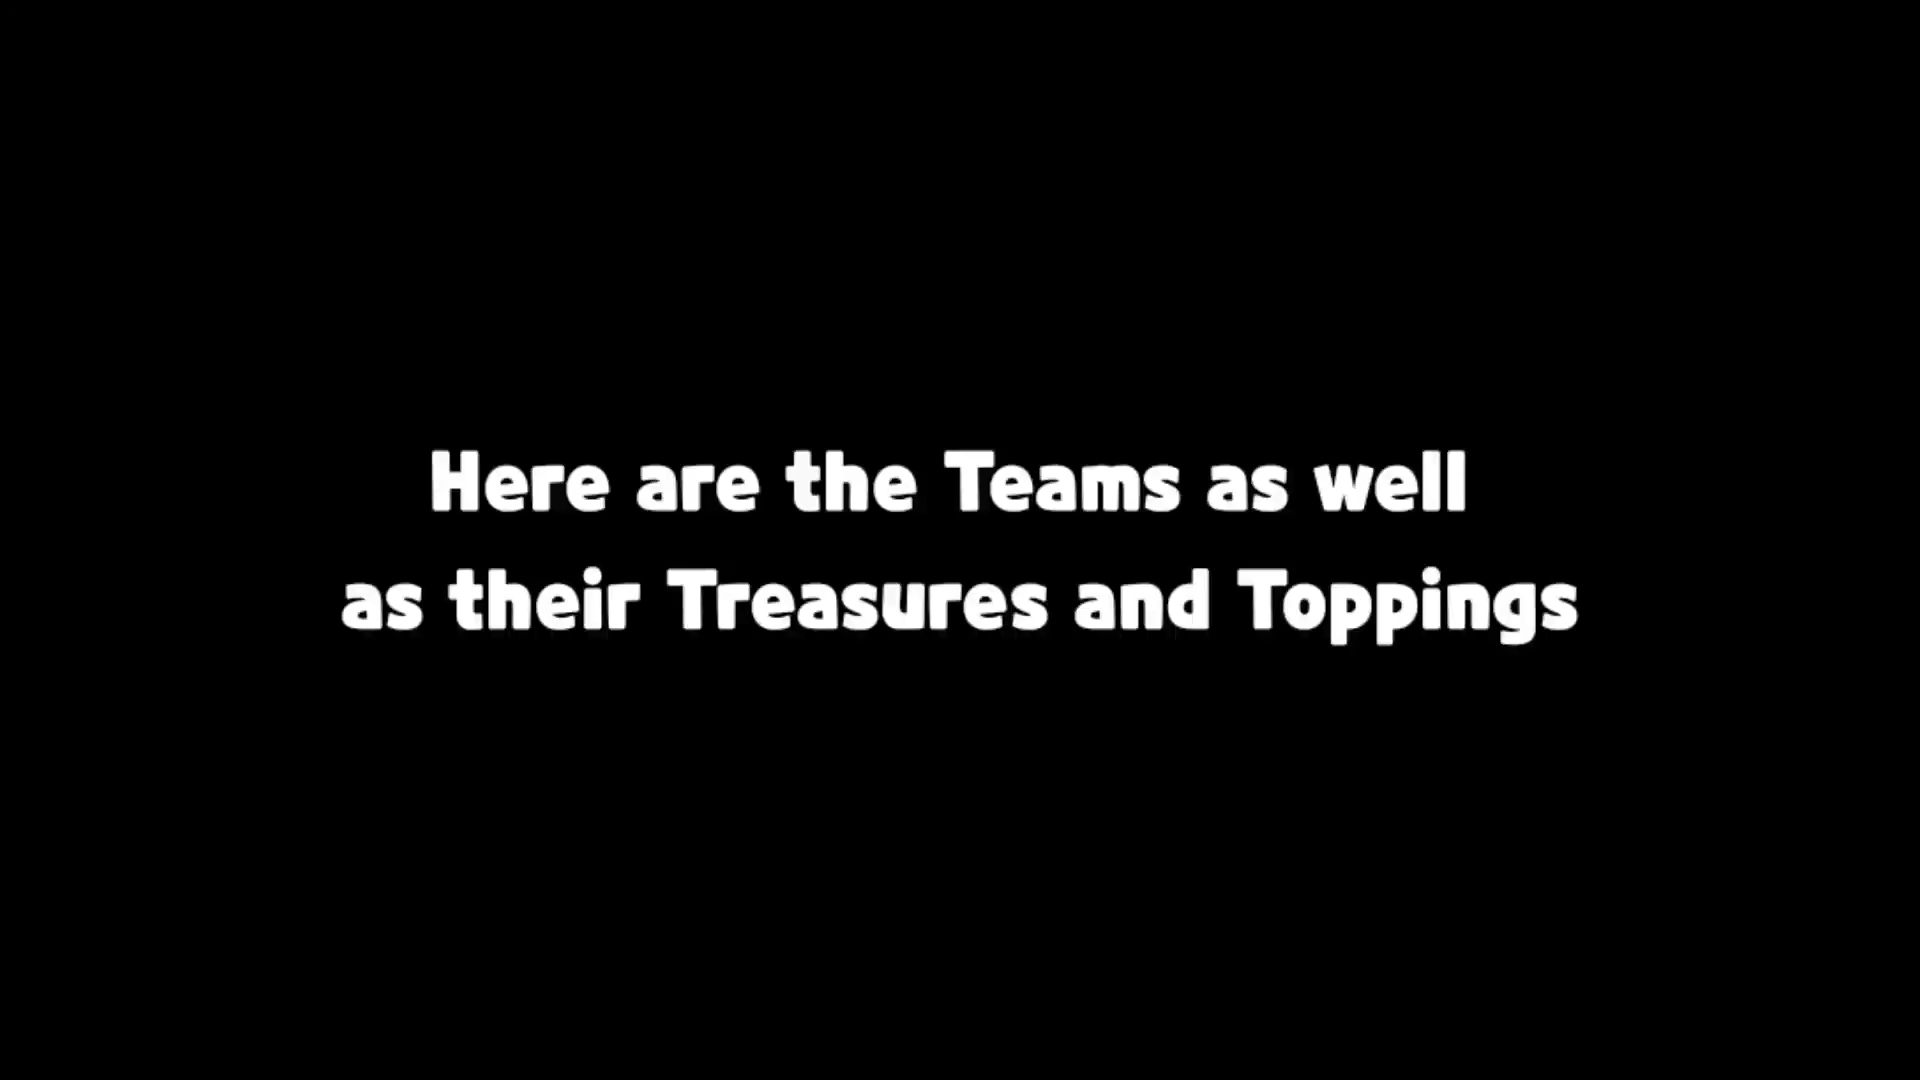 Here are the Teams as well
as their Treasures and Toppings